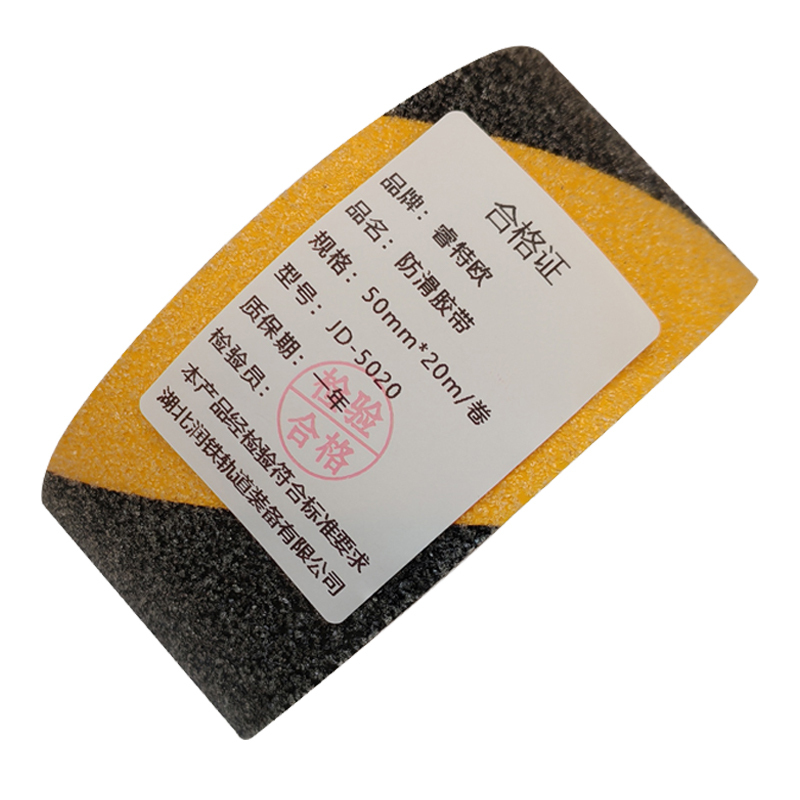 合格证
品牌：睿特欧
品名：防滑胶带
规格：50mm*20m/卷
型号：JD-5020
质保期：一年
检验员：
检验
合格
本产品经检验符合标准要求
湖北润铁轨道装备有限公司